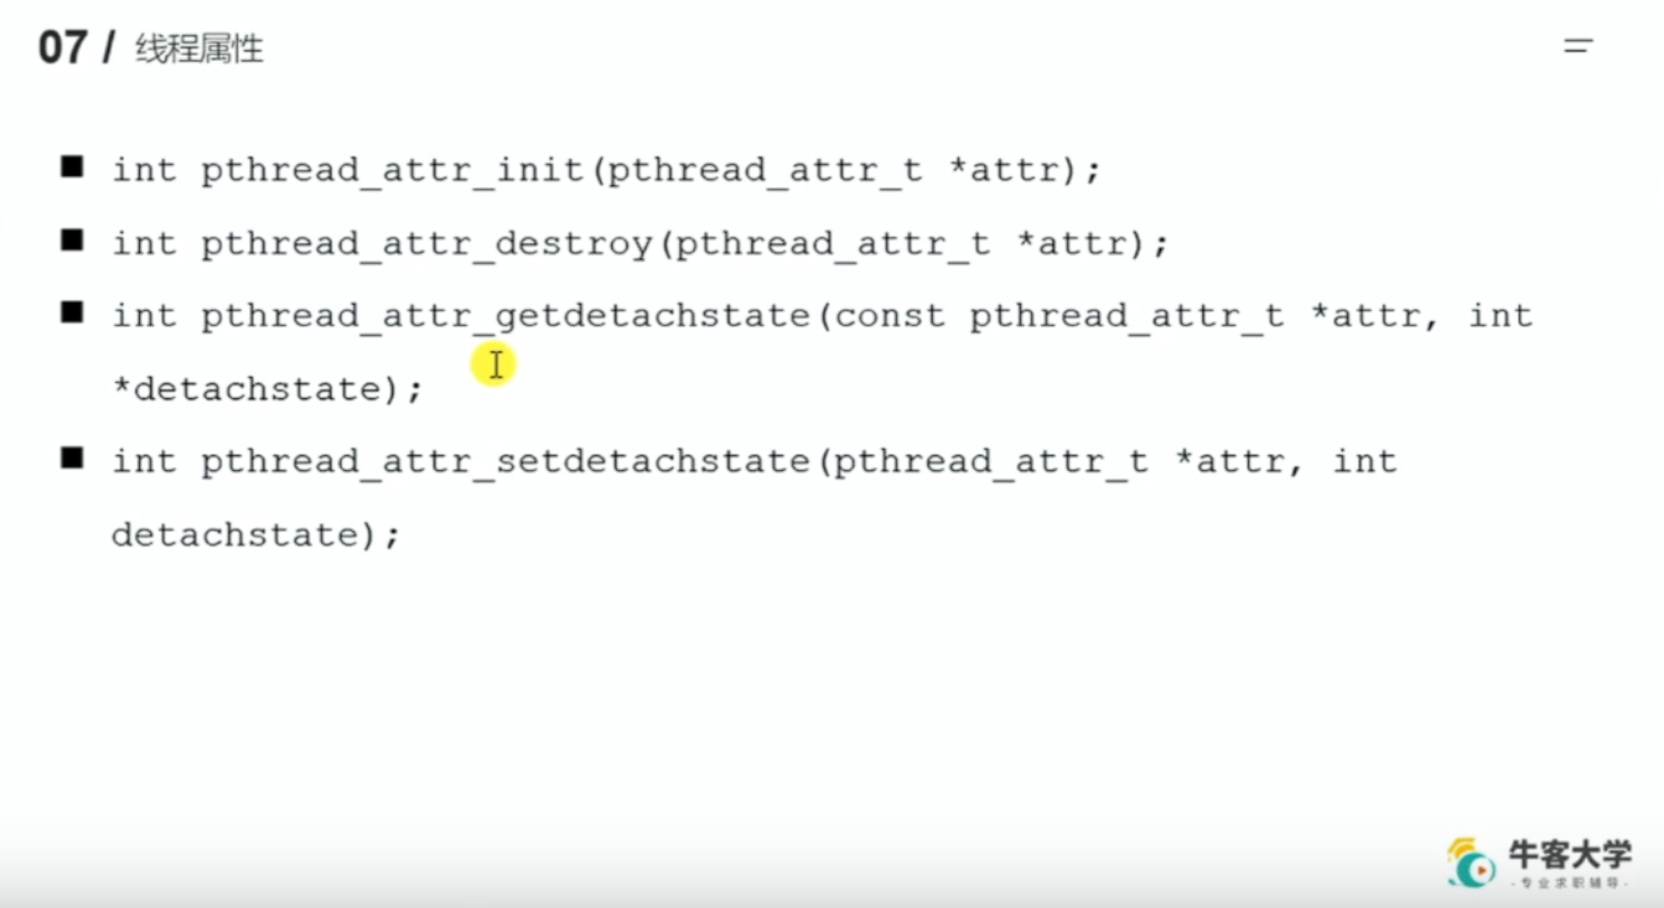 07 / 线程属性
int pthread_attr_init(pthread_attr_t *attr);
int pthread_attr_destroy(pthread_attr_t *attr);
int pthread_attr_getdetachstate(const pthread_attr_t *attr, int
*detachstate);
int pthread_attr_setdetachstate(pthread_attr_t *attr, int
detachstate);
牛客大学
-专业求职辅导-